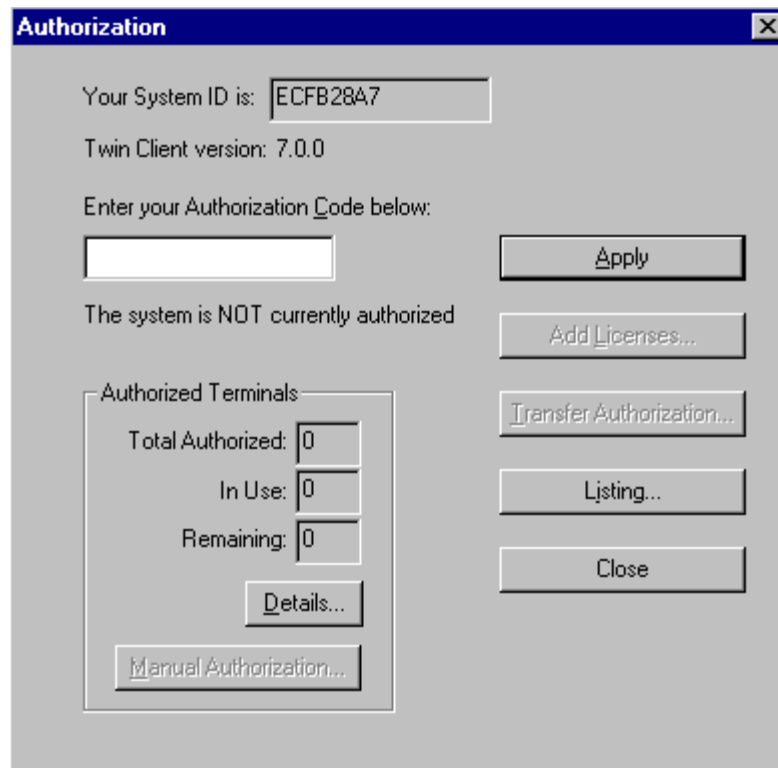 Authorization
Your System ID is: ECFB28A7
Twin Client version: 7.0.0
Enter your Authorization Code below:
Apply
The system is NOT currently authorized
Add Licenses...
Authorized Terminals
Transfer Authorization...
Total Authorized: 0
In Use: 0
Listing...
Remaining: 0
Close
Details...
Manual Authorization...